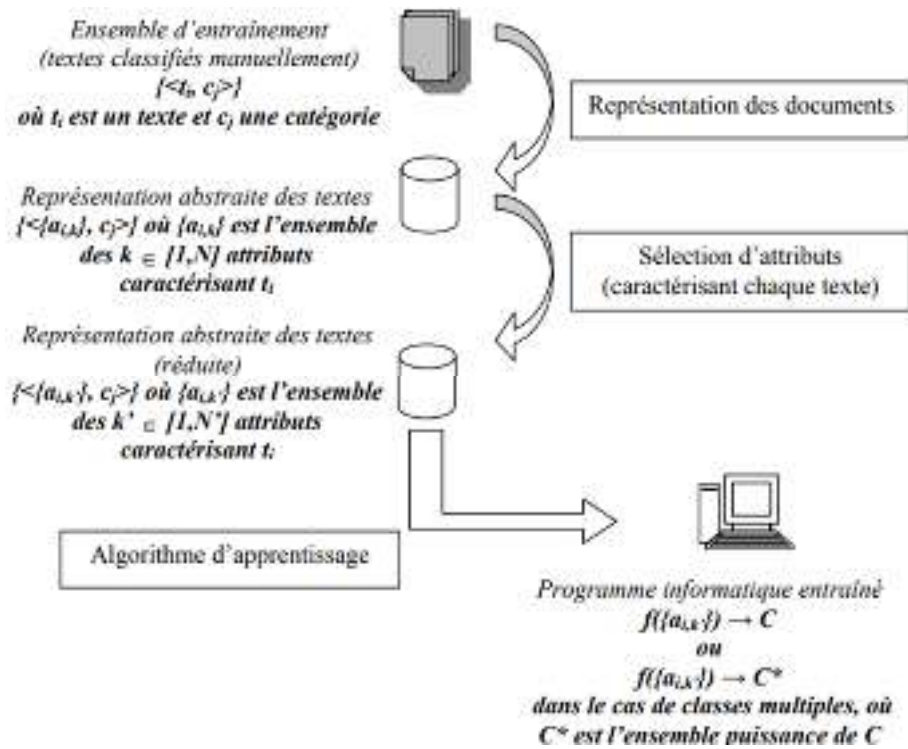 Ensemble d'entraînement
(textes classifiés manuellement)
{<tᵢ, cⱼ>}
où tᵢ est un texte et cⱼ une catégorie
Représentation des documents
Représentation abstraite des textes
{<{aᵢ,ₖ}, cⱼ>} où {aᵢ,ₖ} est l'ensemble
des k ∈ [1,N] attributs
caractérisant tᵢ
Sélection d'attributs
(caractérisant chaque texte)
Représentation abstraite des textes
(réduite)
{<{aᵢ,ₖ'}, cⱼ>} où {aᵢ,ₖ'} est l'ensemble
des k' ∈ [1,N'] attributs
caractérisant tᵢ
Algorithme d'apprentissage
Programme informatique entraîné
f({aᵢ,ₖ'}) → C
ou
f({aᵢ,ₖ'}) → C*
dans le cas de classes multiples, où
C* est l'ensemble puissance de C